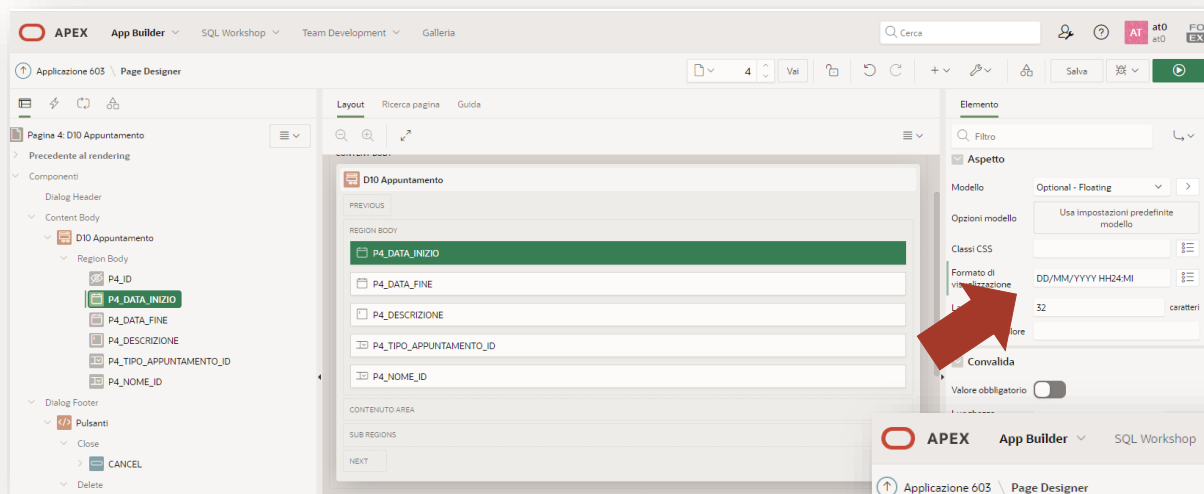 APEX App Builder SQL Workshop Team Development Galleria Cerca AT at0 at0
Applicazione 603 \ Page Designer 4 Vai Salva
Layout Ricerca pagina Guida
Elemento
Pagina 4: D10 Appuntamento
Precedente al rendering
Componenti
Dialog Header
Content Body
D10 Appuntamento
Region Body
P4_ID
P4_DATA_INIZIO
P4_DATA_FINE
P4_DESCRIZIONE
P4_TIPO_APPUNTAMENTO_ID
P4_NOME_ID
Dialog Footer
Pulsanti
Close
CANCEL
Delete
CONTENT BODY
D10 Appuntamento
PREVIOUS
REGION BODY
P4_DATA_INIZIO
P4_DATA_FINE
P4_DESCRIZIONE
P4_TIPO_APPUNTAMENTO_ID
P4_NOME_ID
CONTENUTO AREA
SUB REGIONS
NEXT
Filtro
Aspetto
Modello Optional - Floating
Opzioni modello Usa impostazioni predefinite modello
Classi CSS
Formato di visualizzazione DD/MM/YYYY HH24:MI
32 caratteri
Convalida
Valore obbligatorio
APEX App Builder SQL Workshop
Applicazione 603 \ Page Designer